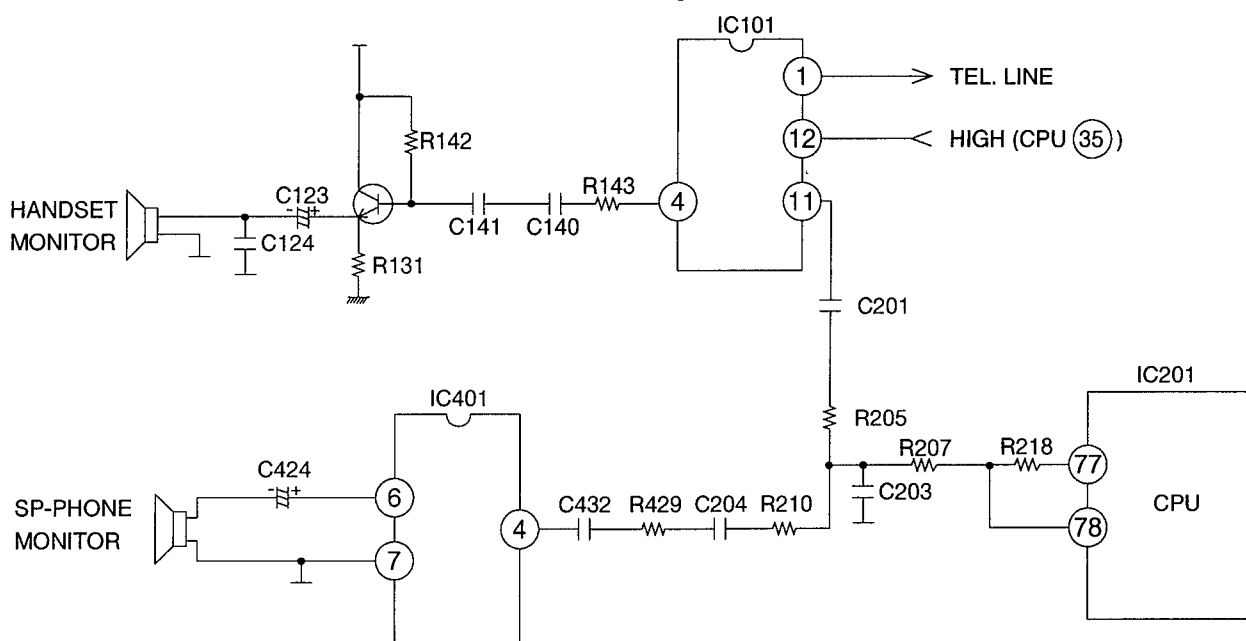 IC101
1
TEL. LINE
12
HIGH (CPU 35)
R142
R143
4
11
C123
HANDSET
MONITOR
C124
C141
C140
R131
C201
IC201
IC401
R205
R207
R218
77
C424
C203
CPU
SP-PHONE
MONITOR
6
C432
R429
C204
R210
4
78
7